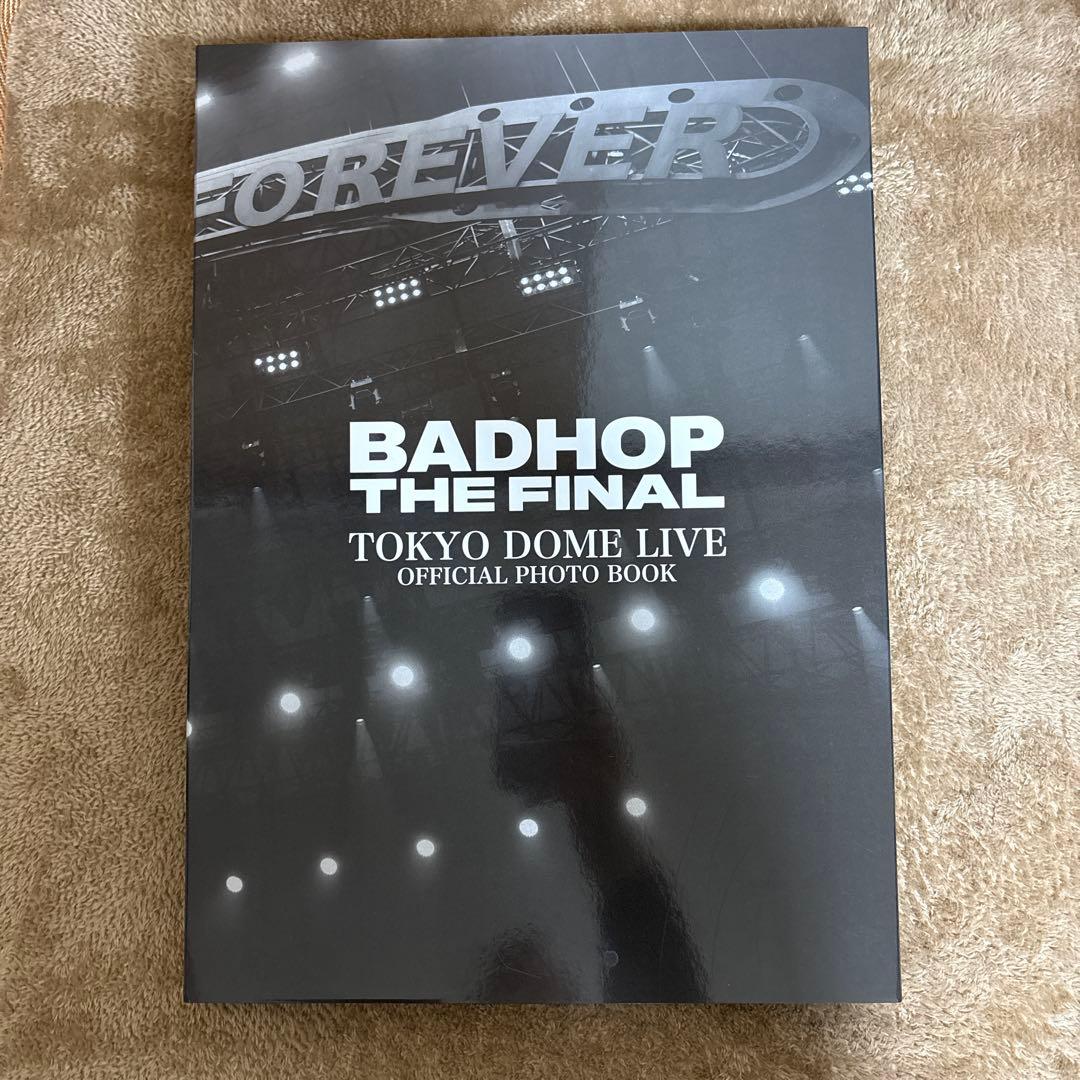 FOREVER
BADHOP
THE FINAL
TOKYO DOME LIVE
OFFICIAL PHOTO BOOK